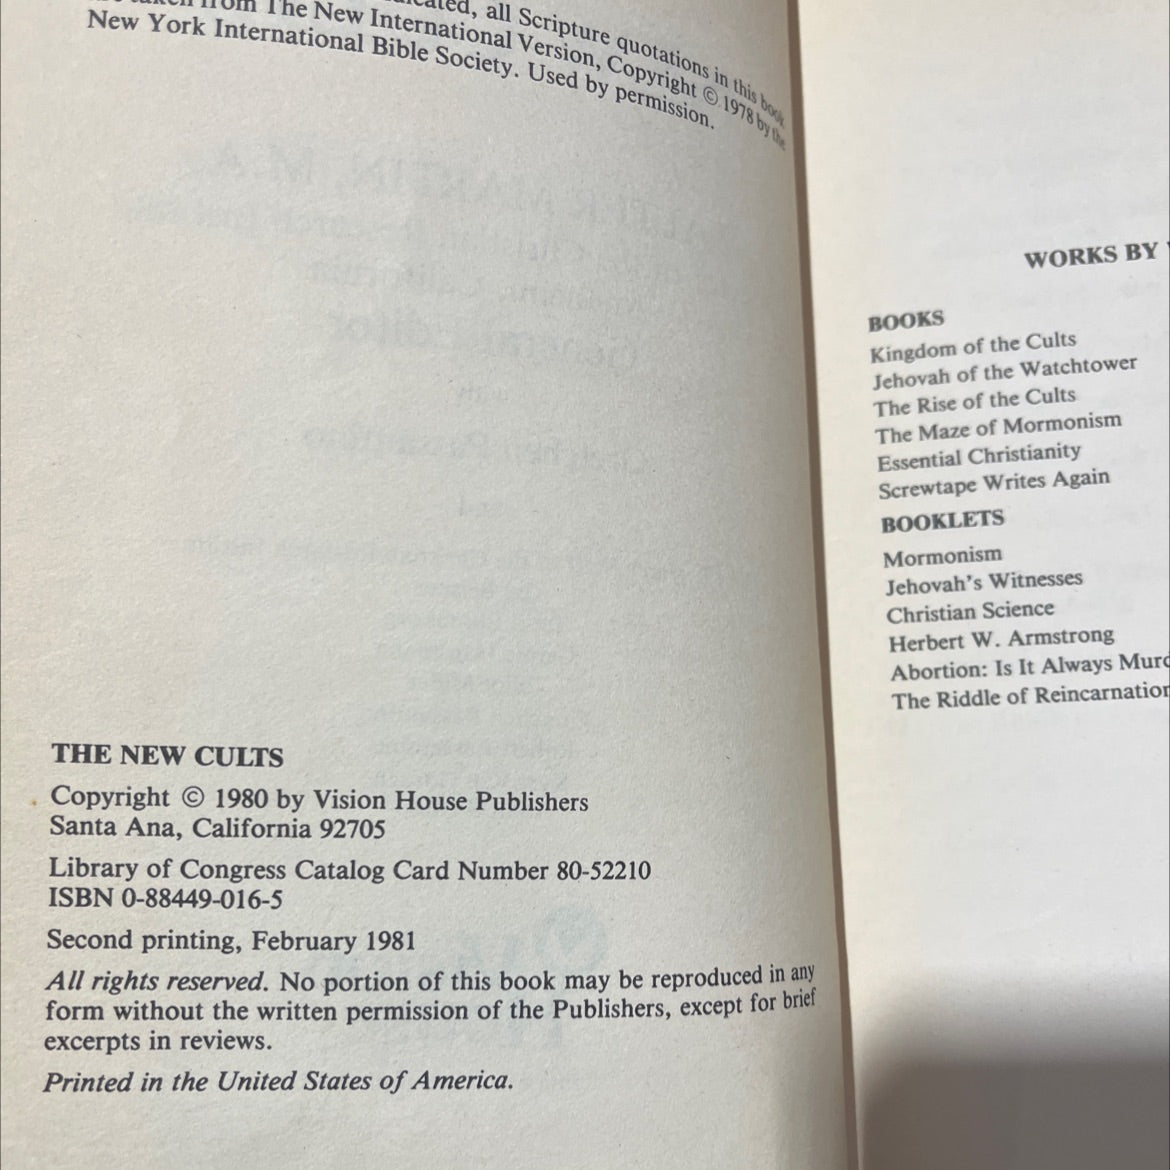 all Scripture quotations in this book
from The New International Version, Copyright © 1978 by the
New York International Bible Society. Used by permission.
THE NEW CULTS
Copyright © 1980 by Vision House Publishers
Santa Ana, California 92705
Library of Congress Catalog Card Number 80-52210
ISBN 0-88449-016-5
Second printing, February 1981
All rights reserved. No portion of this book may be reproduced in any
form without the written permission of the Publishers, except for brief
excerpts in reviews.
Printed in the United States of America.
WORKS BY
BOOKS
Kingdom of the Cults
Jehovah of the Watchtower
The Rise of the Cults
The Maze of Mormonism
Essential Christianity
Screwtape Writes Again
BOOKLETS
Mormonism
Jehovah's Witnesses
Christian Science
Herbert W. Armstrong
Abortion: Is It Always
The Riddle of Reincarnation